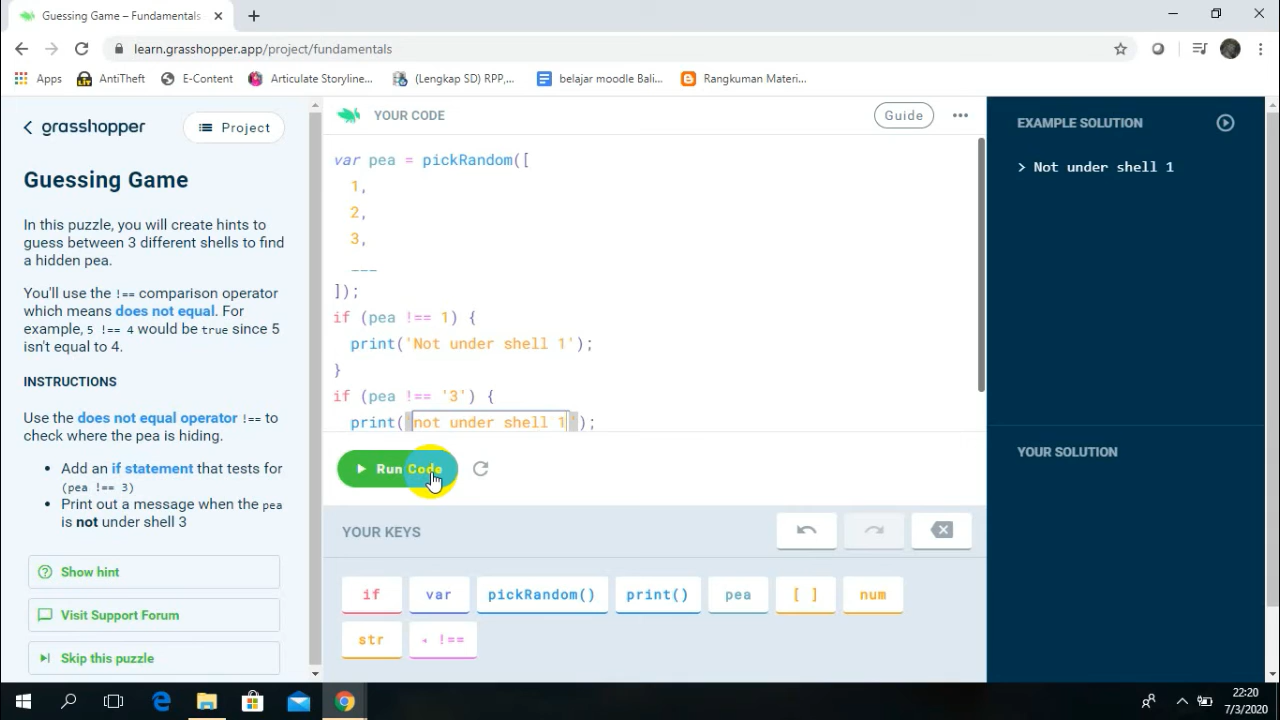 Guessing Game – Fundamentals
learn.grasshopper.app/project/fundamentals
Apps
AntiTheft
E-Content
Articulate Storyline...
(Lengkap SD) RPP,...
belajar moodle Bali...
Rangkuman Materi...
grasshopper
Project
Guessing Game
In this puzzle, you will create hints to
guess between 3 different shells to find
a hidden pea.
You'll use the !== comparison operator
which means does not equal. For
example, 5 !== 4 would be true since 5
isn't equal to 4.
INSTRUCTIONS
Use the does not equal operator !== to
check where the pea is hiding.
• Add an if statement that tests for
(pea !== 3)
• Print out a message when the pea
is not under shell 3
Show hint
Visit Support Forum
Skip this puzzle
YOUR CODE
Guide
var pea = pickRandom([
1,
2,
3,
___
]);
if (pea !== 1) {
print('Not under shell 1');
}
if (pea !== '3') {
print('not under shell 1');
Run Code
YOUR KEYS
if
var
pickRandom()
print()
pea
[ ]
num
str
!==
EXAMPLE SOLUTION
> Not under shell 1
YOUR SOLUTION
22:20
7/3/2020